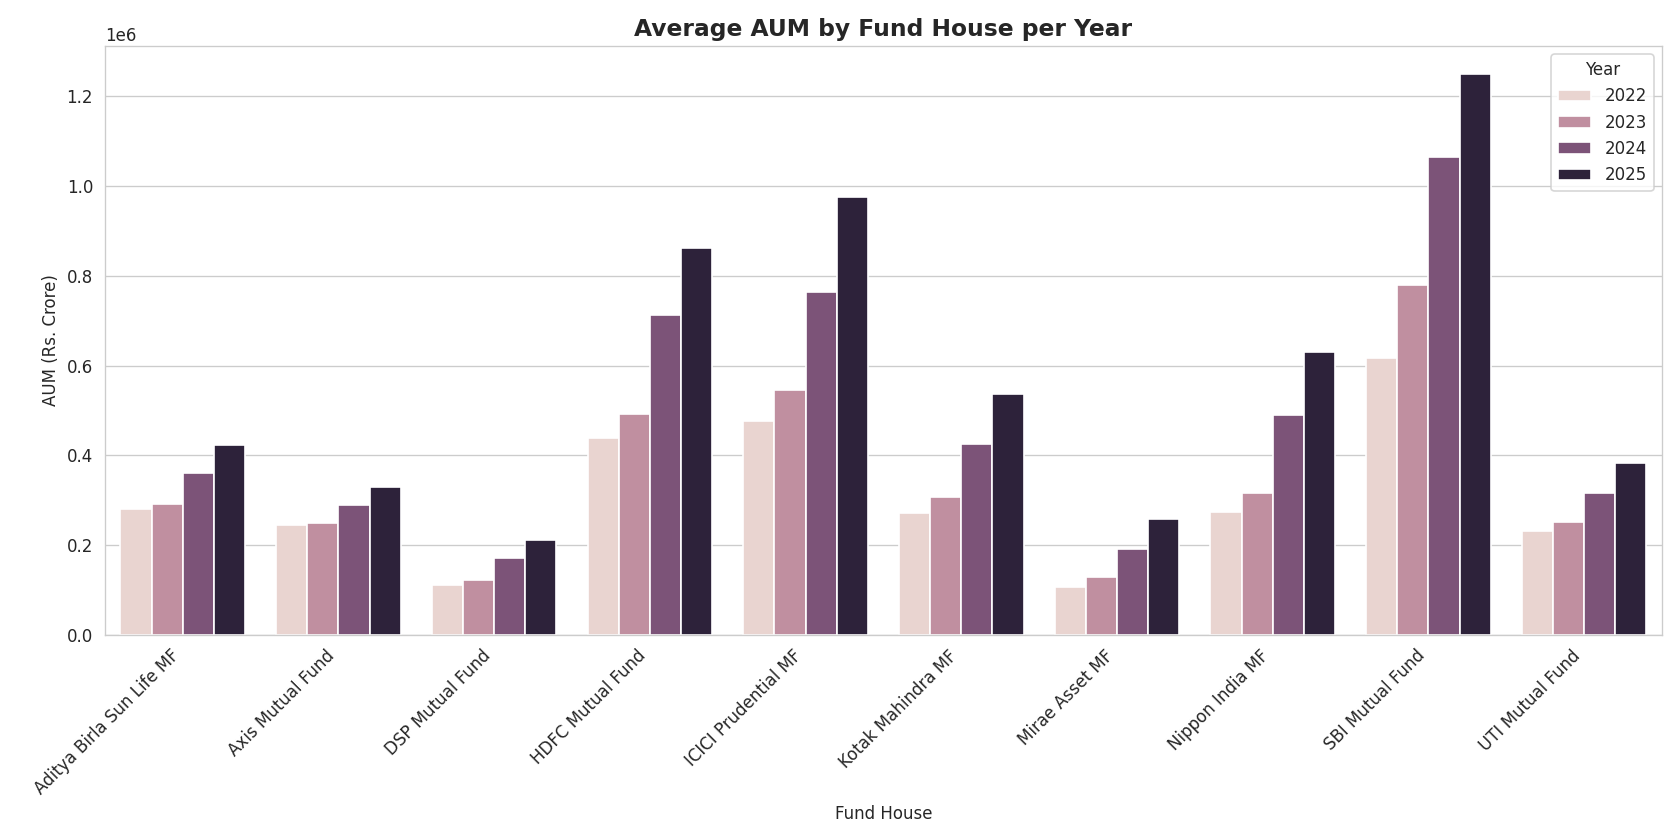 Average AUM by Fund House per Year
1e6
1.2
1.0
0.8
0.6
0.4
0.2
0.0
AUM (Rs. Crore)
Year
2022
2023
2024
2025
Aditya Birla Sun Life MF
Axis Mutual Fund
DSP Mutual Fund
HDFC Mutual Fund
ICICI Prudential MF
Kotak Mahindra MF
Mirae Asset MF
Nippon India MF
SBI Mutual Fund
UTI Mutual Fund
Fund House